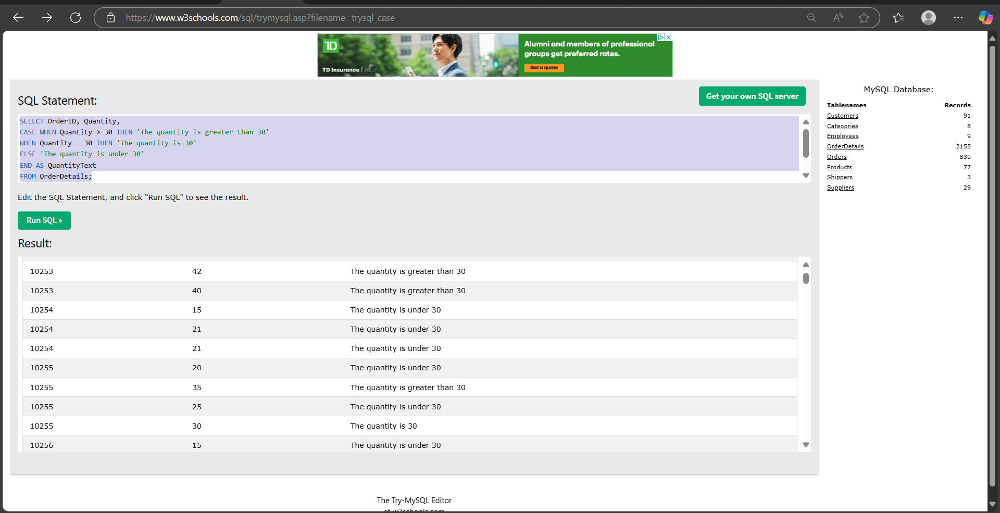 https://www.w3schools.com/sql/trymysql.asp?filename=trysql_case
TD
TD Insurance
Alumni and members of professional
groups get preferred rates.
Get a quote
SQL Statement:
Get your own SQL server
SELECT OrderID, Quantity,
CASE WHEN Quantity > 30 THEN 'The quantity is greater than 30'
WHEN Quantity = 30 THEN 'The quantity is 30'
ELSE 'The quantity is under 30'
END AS QuantityText
FROM OrderDetails;
Edit the SQL Statement, and click "Run SQL" to see the result.
Run SQL »
Result:
10253 42 The quantity is greater than 30
10253 40 The quantity is greater than 30
10254 15 The quantity is under 30
10254 21 The quantity is under 30
10254 21 The quantity is under 30
10255 20 The quantity is under 30
10255 35 The quantity is greater than 30
10255 25 The quantity is under 30
10255 30 The quantity is 30
10256 15 The quantity is under 30
MySQL Database:
Tablenames Records
Customers 91
Categories 8
Employees 9
OrderDetails 2155
Orders 830
Products 77
Shippers 3
Suppliers 29
The Try-MySQL Editor
at w3schools.com